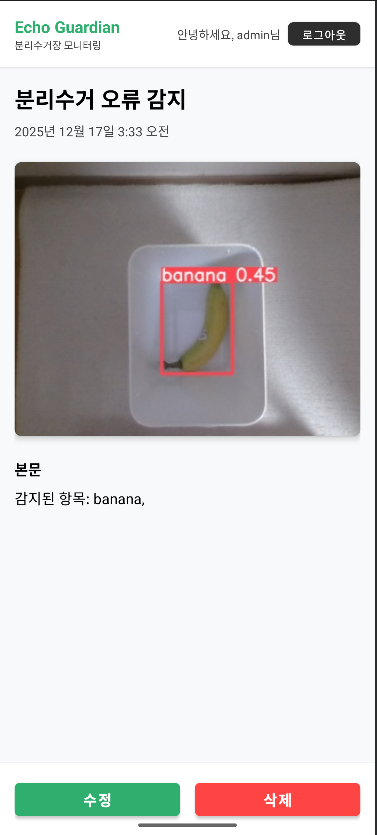 Echo Guardian
분리수거장 모니터링
안녕하세요, admin님
로그아웃
분리수거 오류 감지
2025년 12월 17일 3:33 오전
banana 0.45
본문
감지된 항목: banana,
수정
삭제